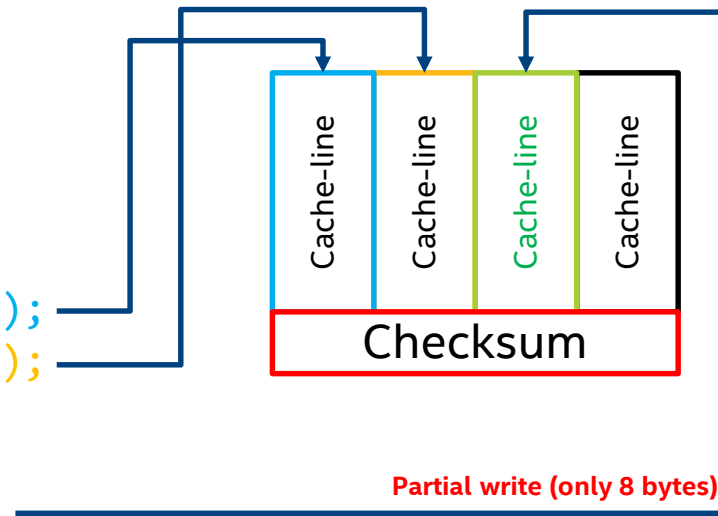 Cache-line
Cache-line
Cache-line
Cache-line
);
);
Checksum
Partial write (only 8 bytes)